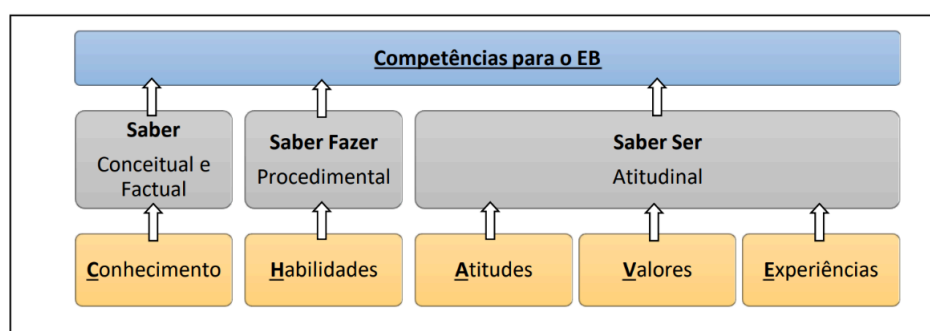 Competências para o EB
Saber
Conceitual e
Factual
Saber Fazer
Procedimental
Saber Ser
Atitudinal
Conhecimento
Habilidades
Atitudes
Valores
Experiências